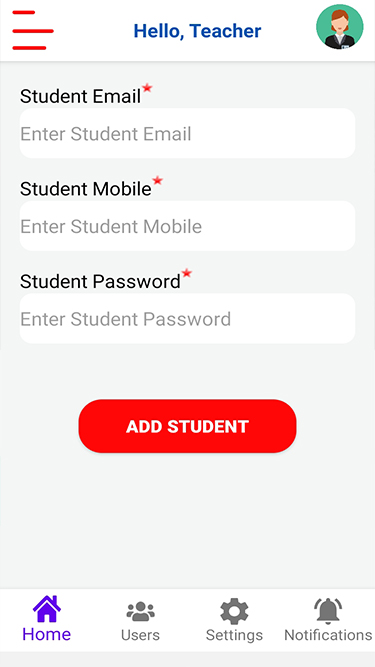 Hello, Teacher
Student Email
Enter Student Email
Student Mobile
Enter Student Mobile
Student Password
Enter Student Password
ADD STUDENT
Home Users Settings Notifications